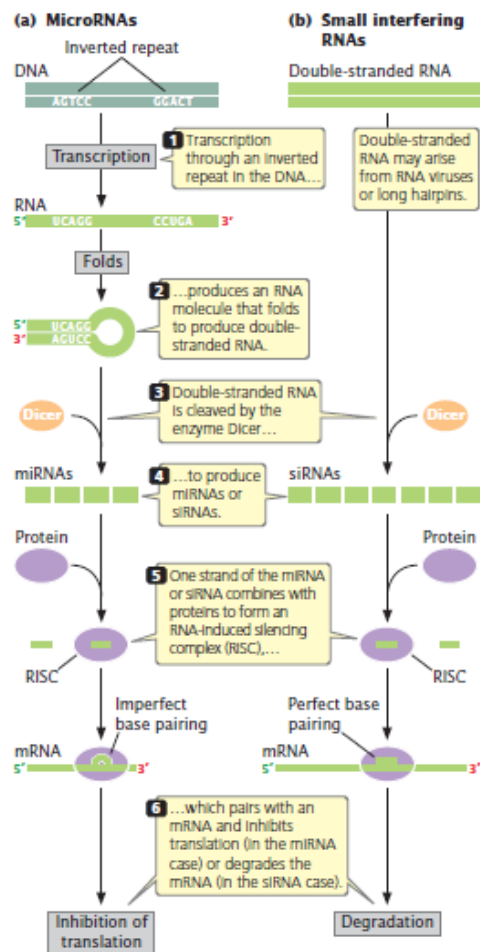 (a) MicroRNAs
Inverted repeat
DNA
AGTCC GGACT
1 Transcription
through an inverted
repeat in the DNA...
Transcription
RNA
5' UCAGG CCUGA 3'
Folds
2 ...produces an RNA
molecule that folds
to produce double-
stranded RNA.
5' UCAGG
3' AGUCC
(b) Small interfering
RNAs
Double-stranded RNA
Double-stranded
RNA may arise
from RNA viruses
or long hairpins.
3 Double-stranded RNA
is cleaved by the
enzyme Dicer...
Dicer
Dicer
miRNAs
4 ...to produce
miRNAs or
siRNAs.
siRNAs
Protein
Protein
5 One strand of the miRNA
or siRNA combines with
proteins to form an
RNA-induced silencing
complex (RISC),...
RISC
RISC
Imperfect
base pairing
mRNA
5' 3'
Perfect base
pairing
mRNA
5' 3'
6 ...which pairs with an
mRNA and inhibits
translation (in the miRNA
case) or degrades the
mRNA (in the siRNA case).
Inhibition of
translation
Degradation